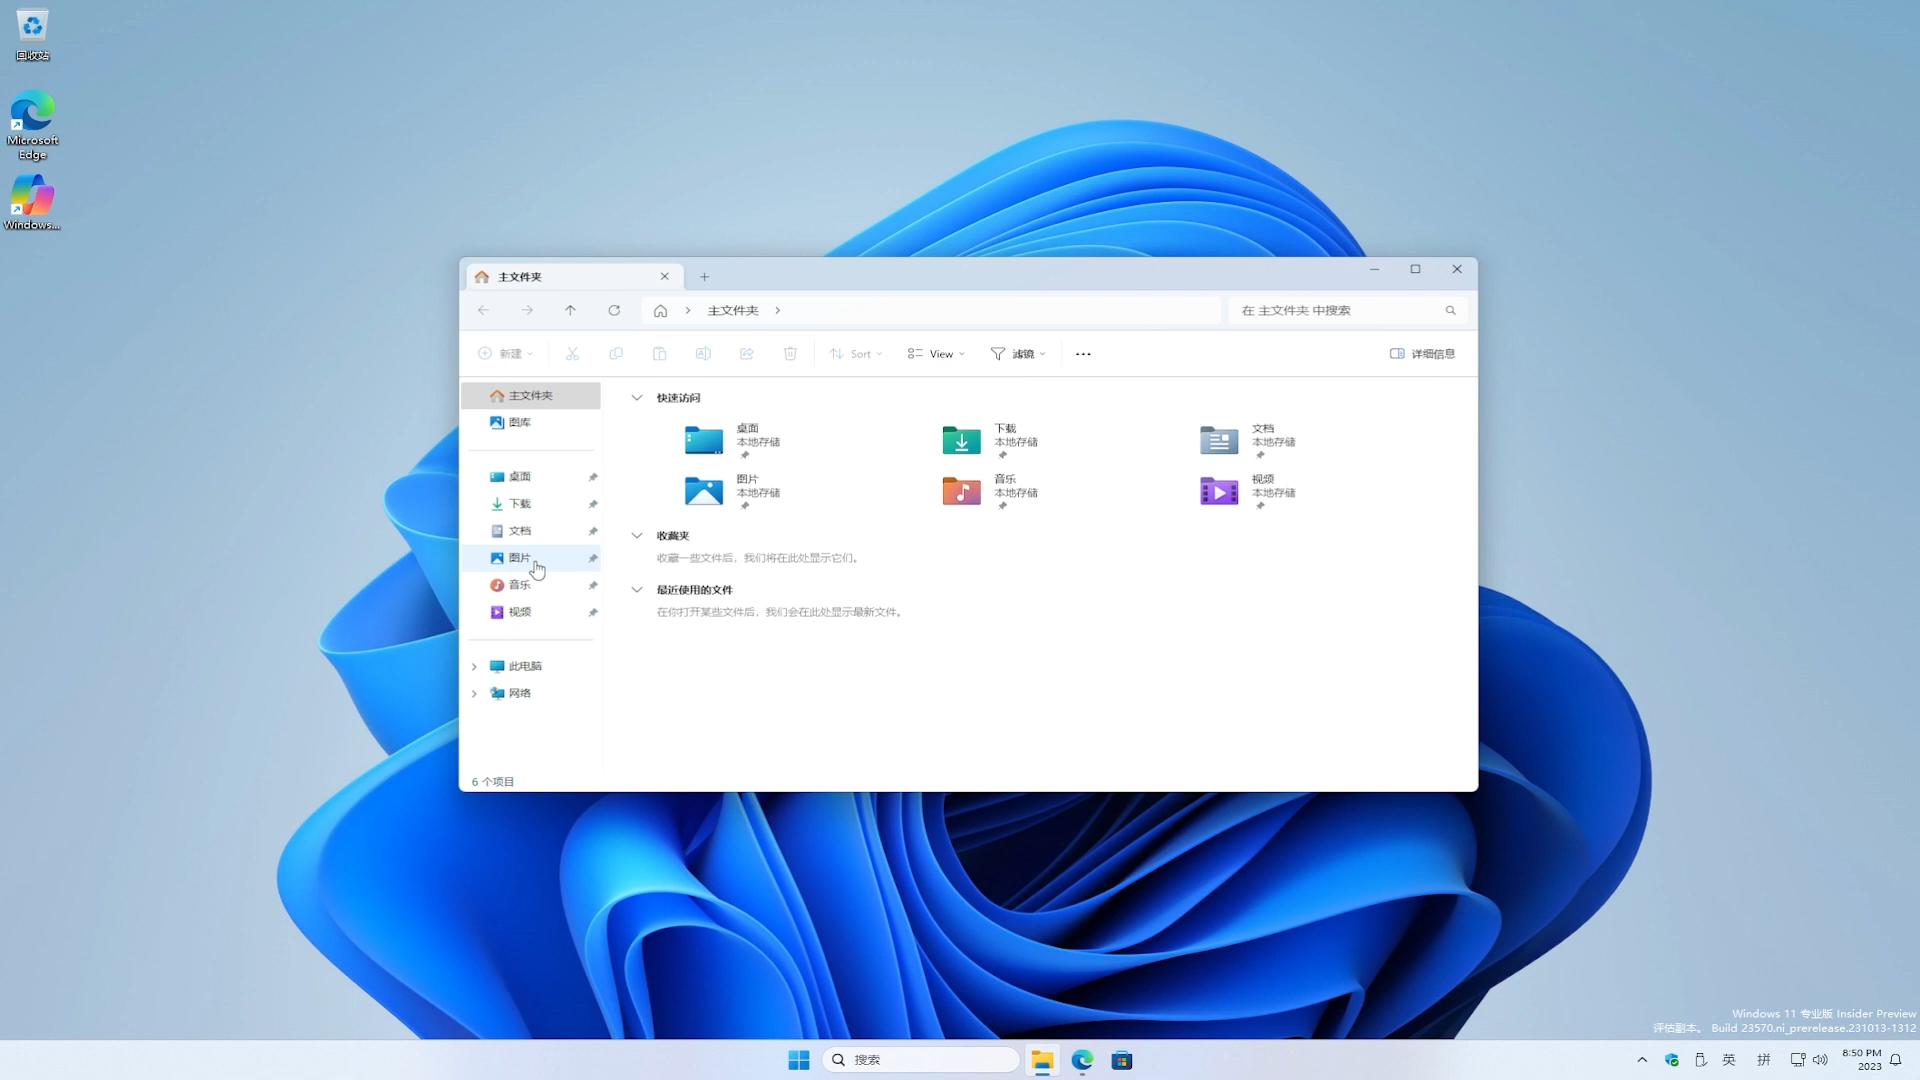 回收站
Microsoft
Edge
Windows...
主文件夹
主文件夹
在 主文件夹 中搜索
新建
Sort
View
滤镜
详细信息
主文件夹
图库
桌面
下载
文档
图片
音乐
视频
此电脑
网络
快速访问
桌面
本地存储
下载
本地存储
文档
本地存储
图片
本地存储
音乐
本地存储
视频
本地存储
收藏夹
收藏一些文件后，我们将在此处显示它们。
最近使用的文件
在你打开某些文件后，我们会在此处显示最新文件。
6 个项目
Windows 11 专业版 Insider Preview
评估副本。 Build 23570.ni_prerelease.231013-1312
搜索
英
拼
8:50 PM
2023